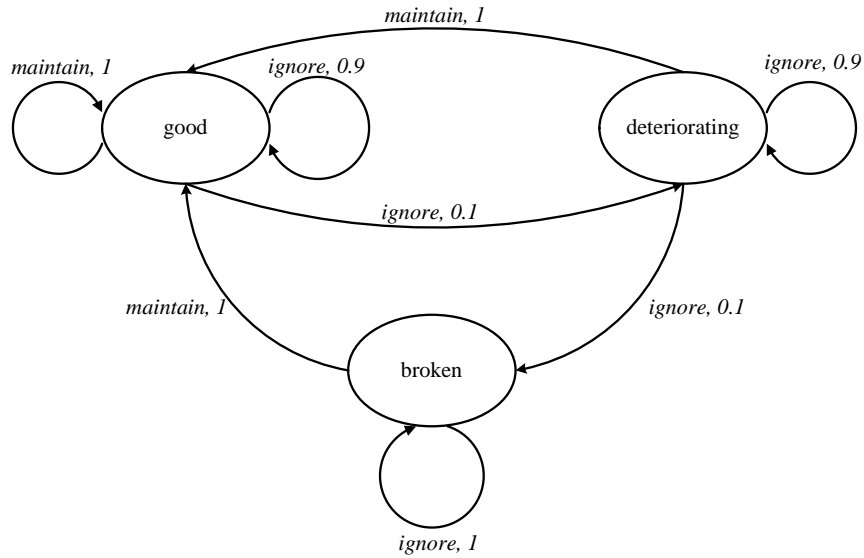 maintain, 1
maintain, 1
ignore, 0.9
ignore, 0.9
good
deteriorating
ignore, 0.1
maintain, 1
ignore, 0.1
broken
ignore, 1